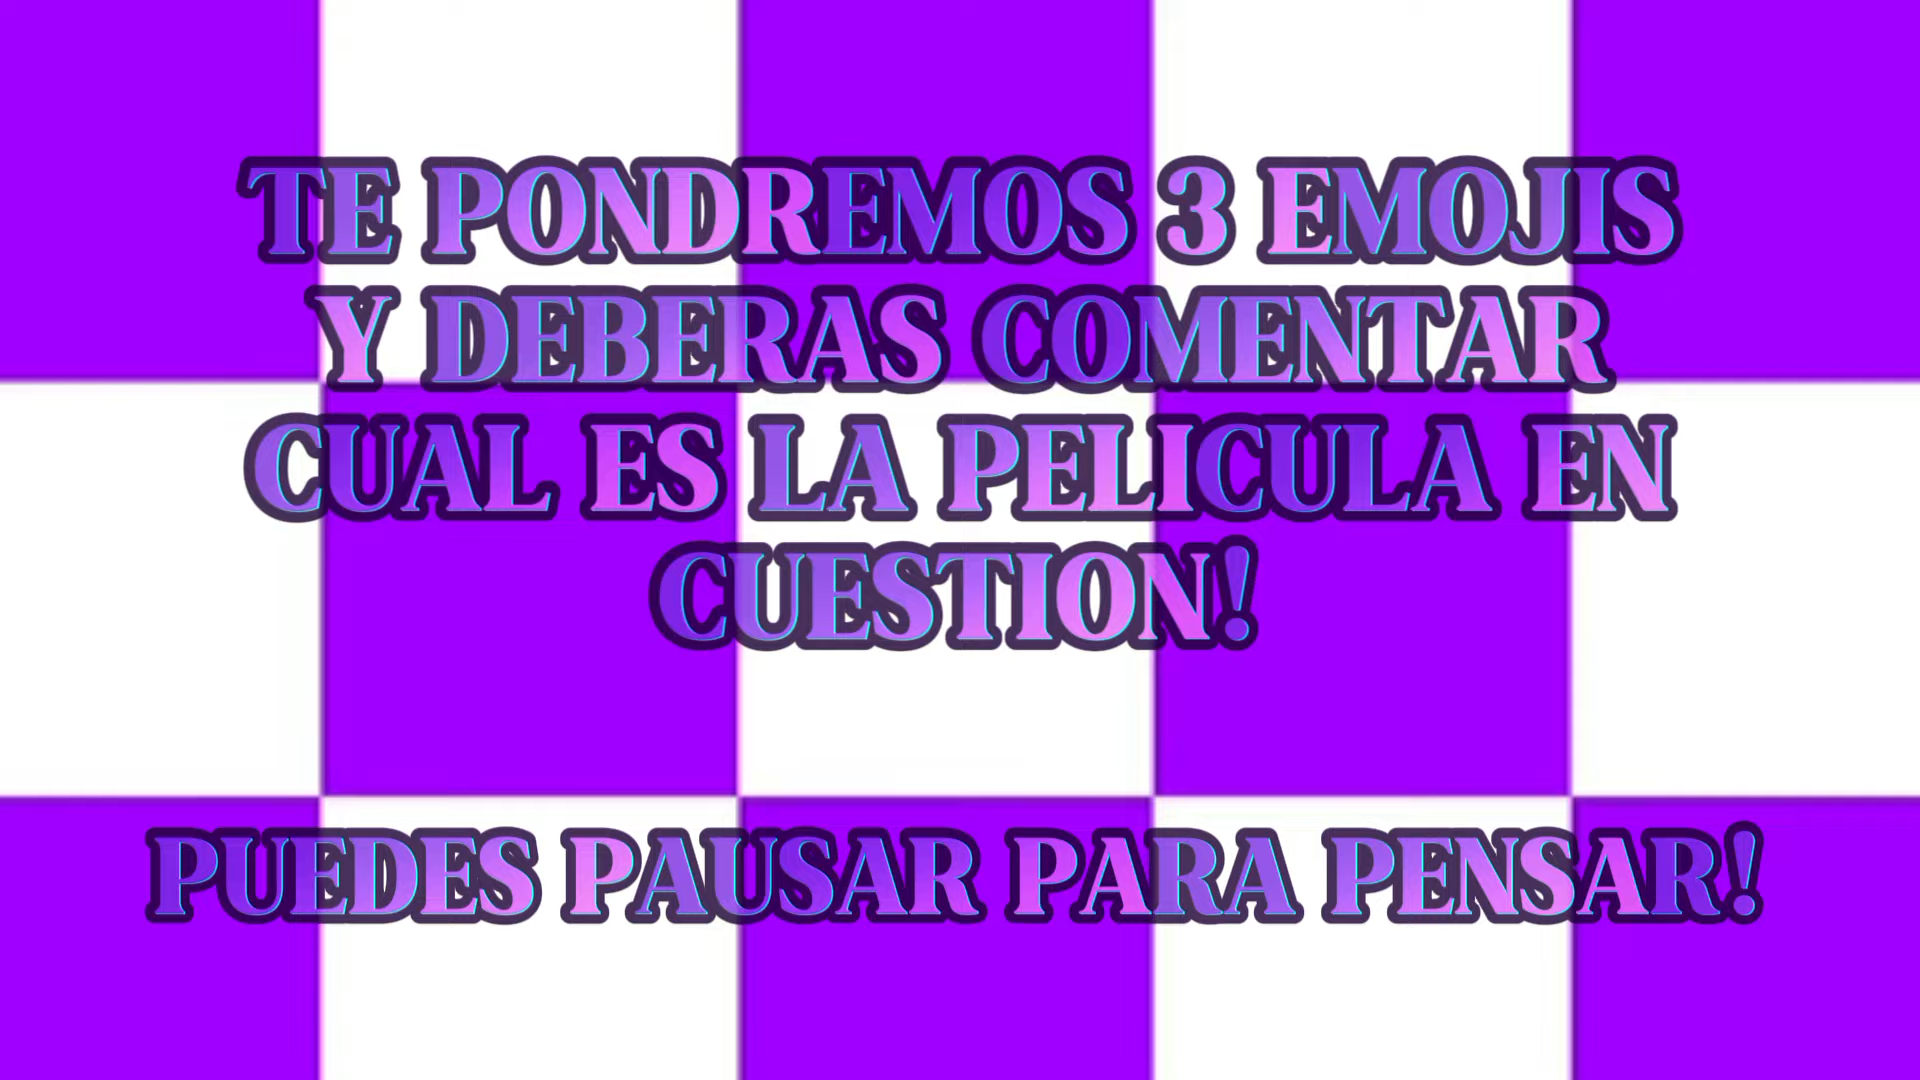 TE PONDREMOS 3 EMOJIS
Y DEBERAS COMENTAR
CUAL ES LA PELICULA EN
CUESTION!
PUEDES PAUSAR PARA PENSAR!